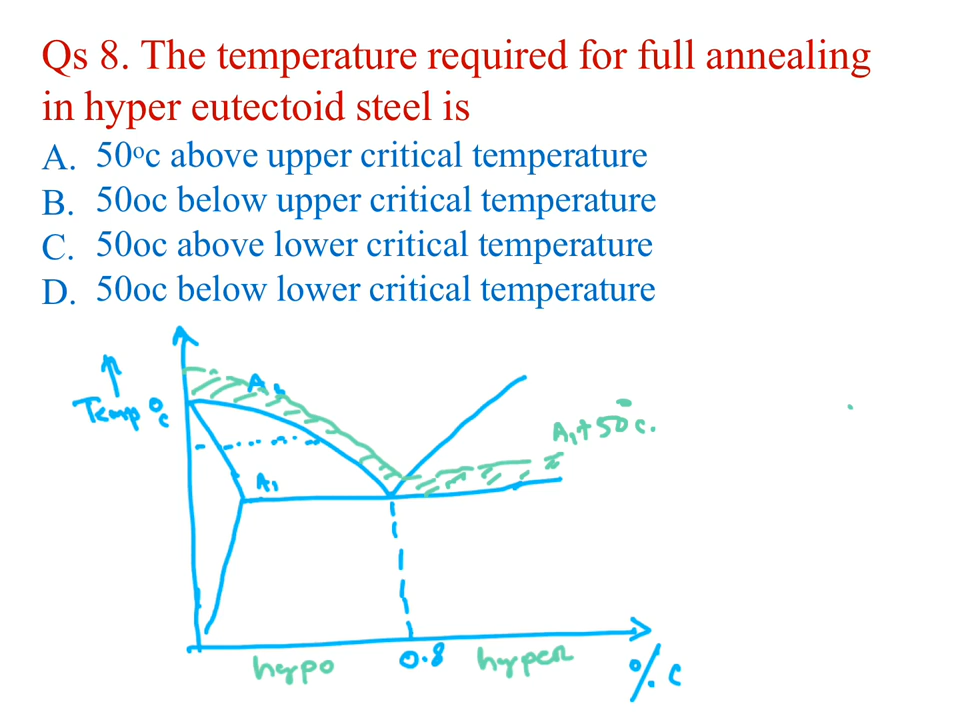 Qs 8. The temperature required for full annealing
in hyper eutectoid steel is
A. 50ᵒc above upper critical temperature
B. 50oc below upper critical temperature
C. 50oc above lower critical temperature
D. 50oc below lower critical temperature
Temp °c
A₁
A₁+50°c.
hypo
0.8
hyper
% c